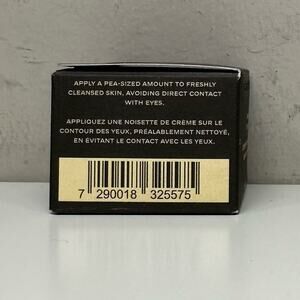 APPLY A PEA-SIZED AMOUNT TO FRESHLY
CLEANSED SKIN, AVOIDING DIRECT CONTACT
WITH EYES.
APPLIQUEZ UNE NOISETTE DE CRÈME SUR LE
CONTOUR DES YEUX, PRÉALABLEMENT NETTOYÉ,
EN EVITANT LE CONTACT AVEC LES YEUX.
7 290018 325575